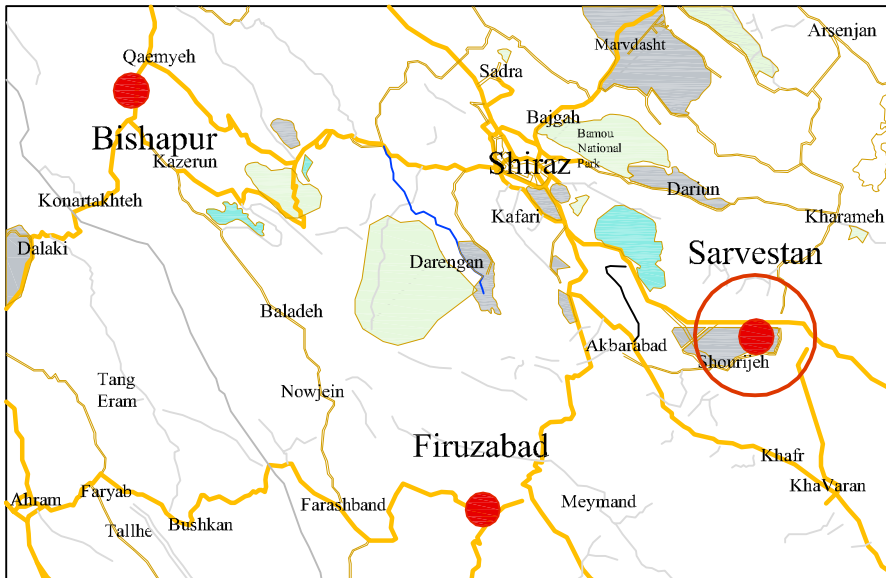 Qaemyeh
Sadra
Marvdasht
Arsenjan
Bishapur
Bajgah
Bamou
National
Park
Kazerun
Shiraz
Dariun
Konartakhteh
Kafari
Kharameh
Dalaki
Darengan
Sarvestan
Baladeh
Akbarabad
Shourijeh
Tang
Eram
Nowjein
Firuzabad
Khafr
KhaVaran
Ahram
Faryab
Farashband
Meymand
Tallhe
Bushkan